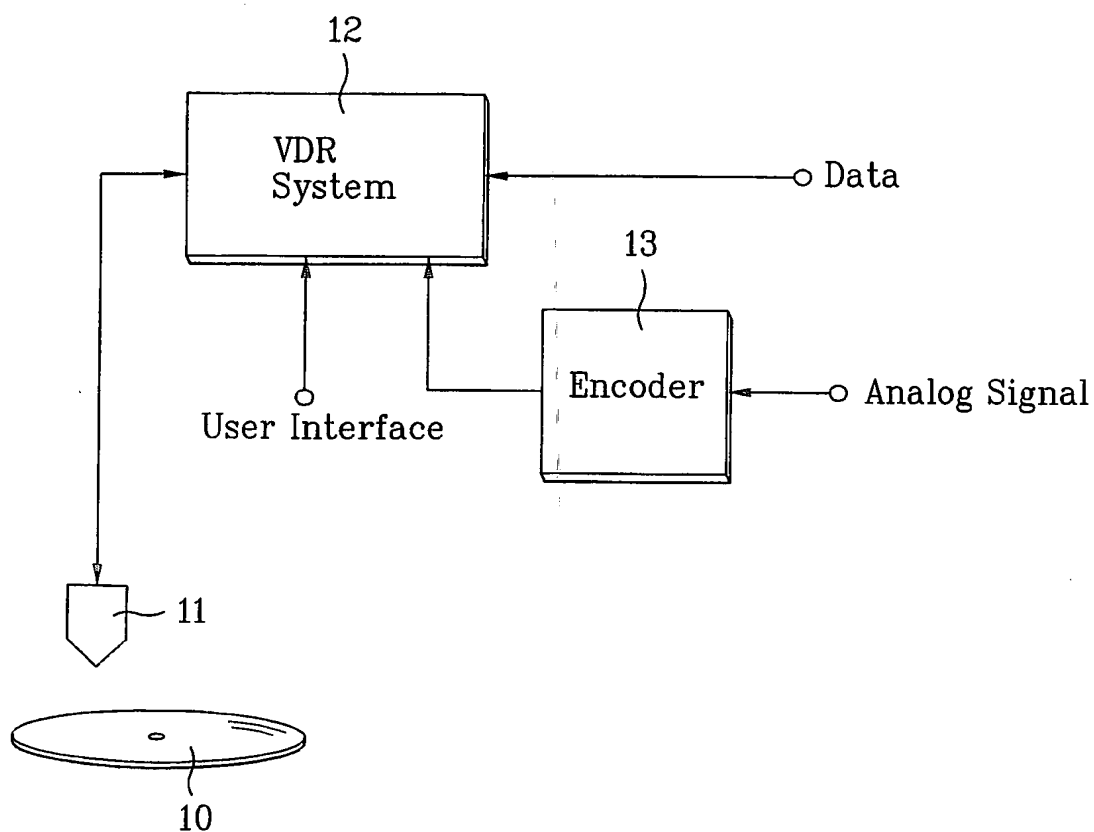 12
VDR
System
Data
13
Encoder
Analog Signal
User Interface
11
10